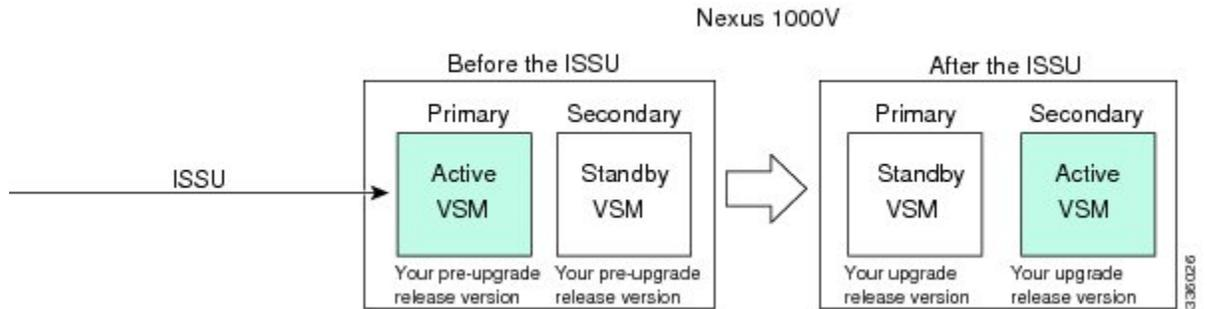 Nexus 1000V
Before the ISSU
After the ISSU
Primary
Secondary
Primary
Secondary
ISSU
Active
VSM
Standby
VSM
Standby
VSM
Active
VSM
Your pre-upgrade
release version
Your pre-upgrade
release version
Your upgrade
release version
Your upgrade
release version
336026